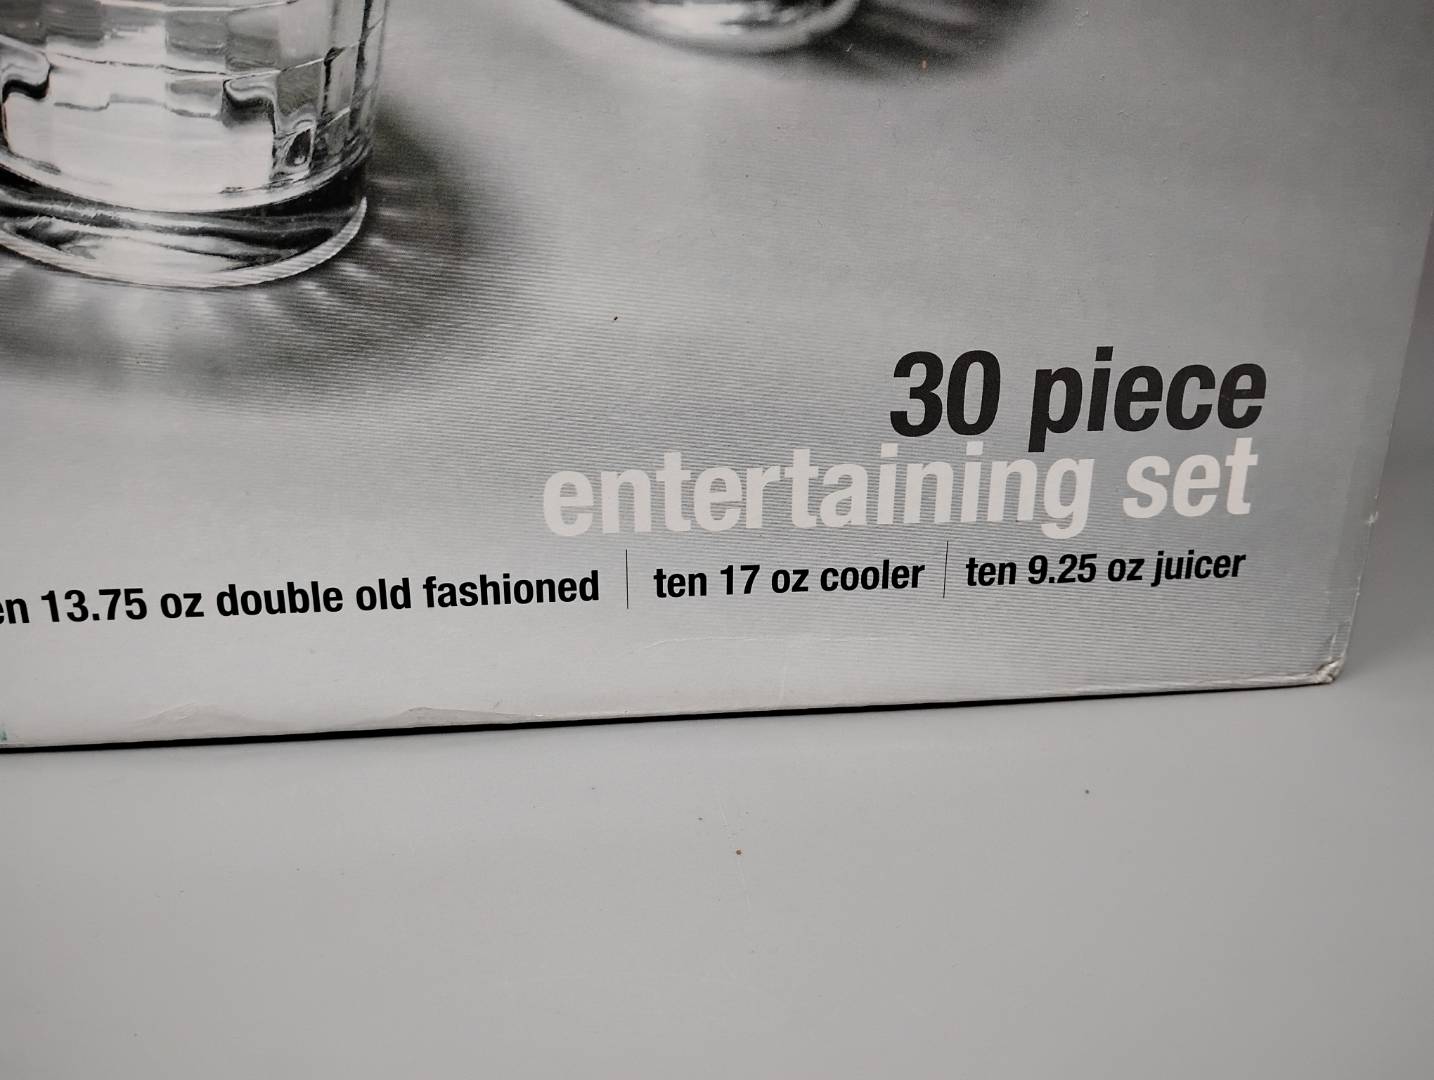 30 piece
entertaining set
en 13.75 oz double old fashioned | ten 17 oz cooler | ten 9.25 oz juicer